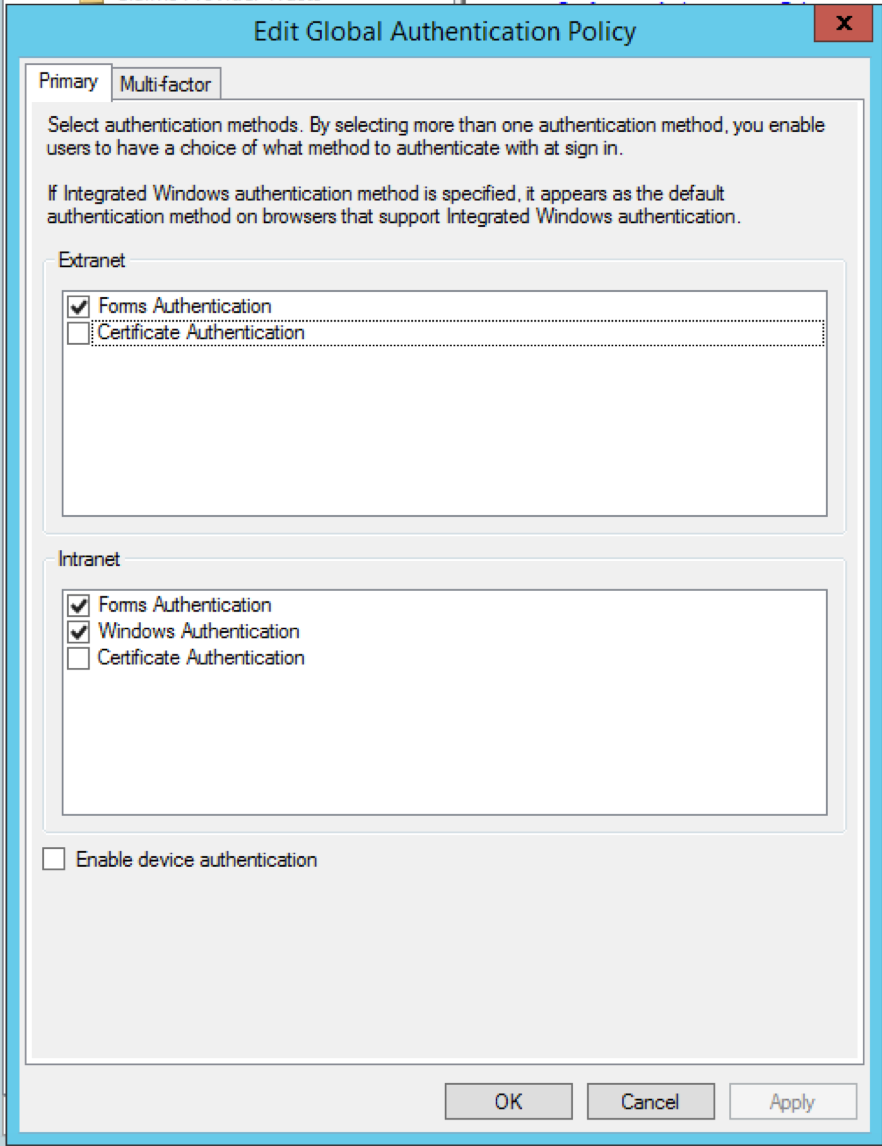 Edit Global Authentication Policy
X
Primary
Multi-factor
Select authentication methods. By selecting more than one authentication method, you enable
users to have a choice of what method to authenticate with at sign in.
If Integrated Windows authentication method is specified, it appears as the default
authentication method on browsers that support Integrated Windows authentication.
Extranet
Forms Authentication
Certificate Authentication
Intranet
Forms Authentication
Windows Authentication
Certificate Authentication
Enable device authentication
OK
Cancel
Apply